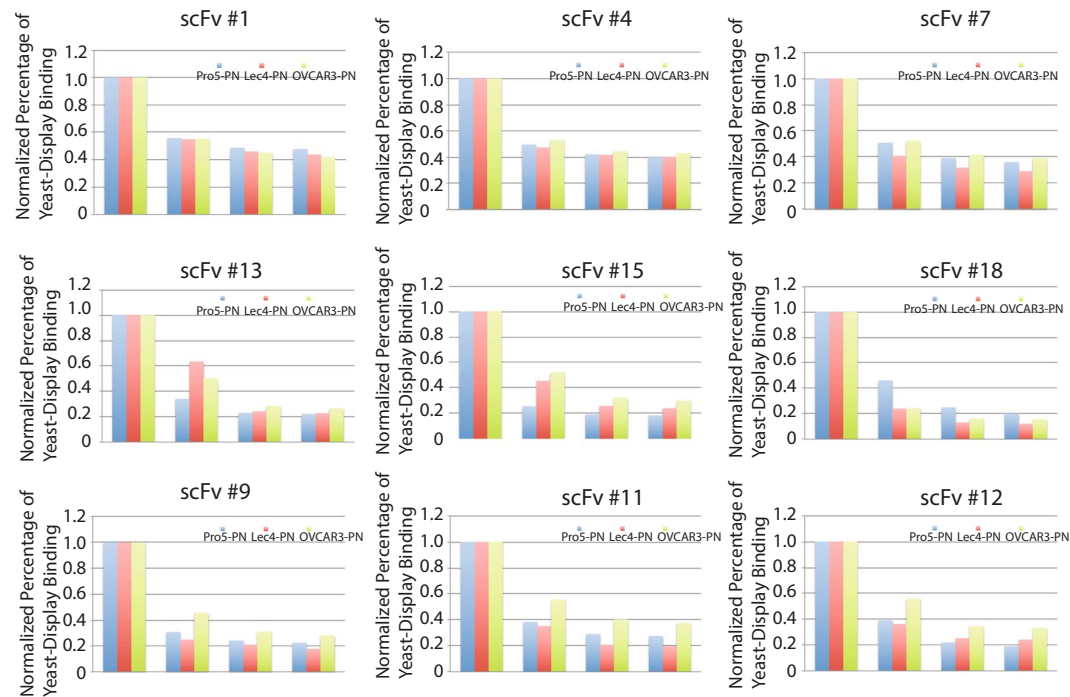 scFv #1
Normalized Percentage of
Yeast-Display Binding
1.2
1.0
0.8
0.6
0.4
0.2
0
Pro5-PN Lec4-PN OVCAR3-PN
scFv #4
Normalized Percentage of
Yeast-Display Binding
1.2
1.0
0.8
0.6
0.4
0.2
0
Pro5-PN Lec4-PN OVCAR3-PN
scFv #7
Normalized Percentage of
Yeast-Display Binding
1.2
1.0
0.8
0.6
0.4
0.2
0
Pro5-PN Lec4-PN OVCAR3-PN
scFv #13
Normalized Percentage of
Yeast-Display Binding
1.2
1.0
0.8
0.6
0.4
0.2
0
Pro5-PN Lec4-PN OVCAR3-PN
scFv #15
Normalized Percentage of
Yeast-Display Binding
1.2
1.0
0.8
0.6
0.4
0.2
0
Pro5-PN Lec4-PN OVCAR3-PN
scFv #18
Normalized Percentage of
Yeast-Display Binding
1.2
1.0
0.8
0.6
0.4
0.2
0
Pro5-PN Lec4-PN OVCAR3-PN
scFv #9
Normalized Percentage of
Yeast-Display Binding
1.2
1.0
0.8
0.6
0.4
0.2
0
Pro5-PN Lec4-PN OVCAR3-PN
scFv #11
Normalized Percentage of
Yeast-Display Binding
1.2
1.0
0.8
0.6
0.4
0.2
0
Pro5-PN Lec4-PN OVCAR3-PN
scFv #12
Normalized Percentage of
Yeast-Display Binding
1.2
1.0
0.8
0.6
0.4
0.2
0
Pro5-PN Lec4-PN OVCAR3-PN